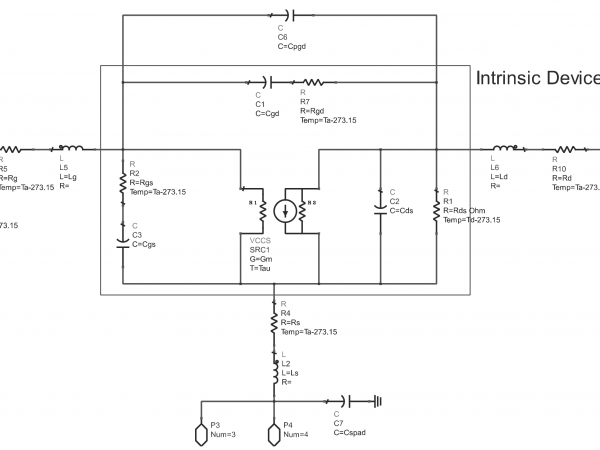 C
C6
C=Cpgd
Intrinsic Device
C
C1
C=Cgd
R
R7
R=Rgd
Temp=Ta-273.15
R
R5
R=Rg
Temp=Ta-273.15
L
L5
L=Lg
R=
R
R2
R=Rgs
Temp=Ta-273.15
L
L6
L=Ld
R=
R
R10
R=Rd
Temp=Ta-273.
C
C2
C=Cds
R
R1
R=Rds Ohm
Temp=Td-273.15
R1
R2
73.15
C
C3
C=Cgs
VCCS
SRC1
G=Gm
T=Tau
R
R4
R=Rs
Temp=Ta-273.15
L
L2
L=Ls
R=
P3
Num=3
P4
Num=4
C
C7
C=Cspad